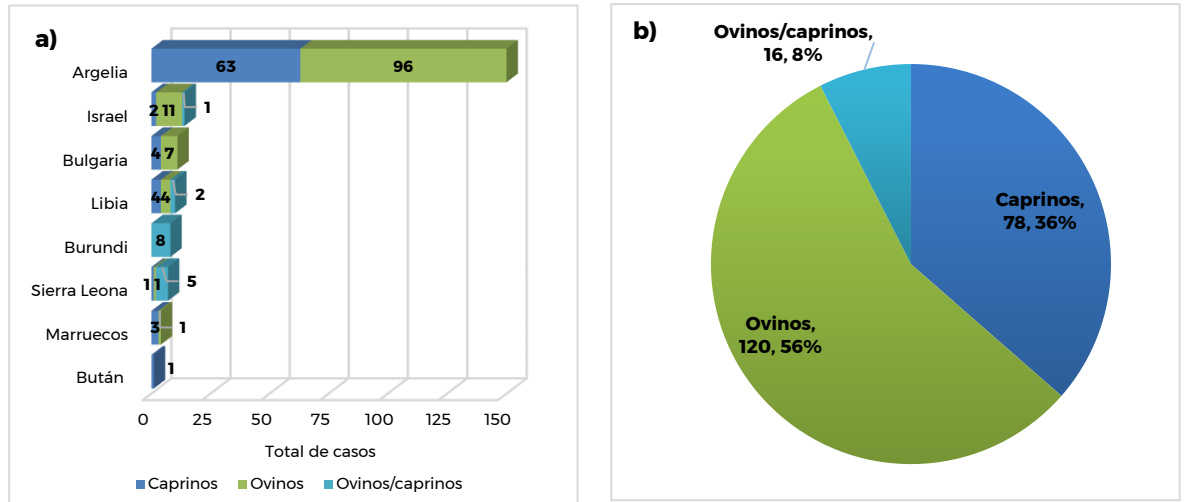 a)
Argelia 63 96
Israel 2 11 1
Bulgaria 4 7
Libia 4 4 2
Burundi 8
Sierra Leona 1 1 5
Marruecos 3 1
Bután 1
0 25 50 75 100 125 150
Total de casos
Caprinos Ovinos Ovinos/caprinos
b)
Ovinos/caprinos,
16, 8%
Caprinos,
78, 36%
Ovinos,
120, 56%